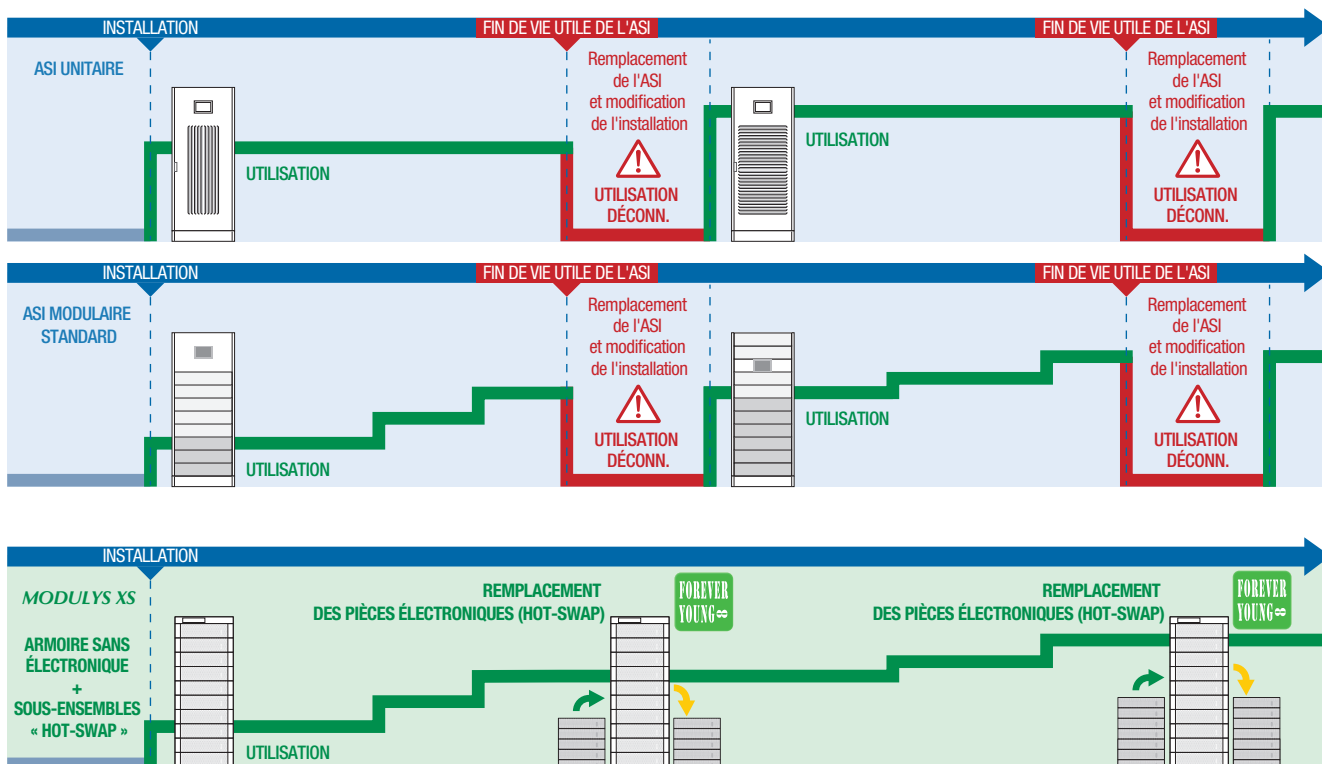 INSTALLATION
FIN DE VIE UTILE DE L'ASI
FIN DE VIE UTILE DE L'ASI
ASI UNITAIRE
UTILISATION
Remplacement
de l'ASI
et modification
de l'installation
UTILISATION
DÉCONN.
UTILISATION
Remplacement
de l'ASI
et modification
de l'installation
UTILISATION
DÉCONN.
INSTALLATION
FIN DE VIE UTILE DE L'ASI
FIN DE VIE UTILE DE L'ASI
ASI MODULAIRE
STANDARD
UTILISATION
Remplacement
de l'ASI
et modification
de l'installation
UTILISATION
DÉCONN.
UTILISATION
Remplacement
de l'ASI
et modification
de l'installation
UTILISATION
DÉCONN.
INSTALLATION
MODULYS XS
ARMOIRE SANS
ÉLECTRONIQUE
+
SOUS-ENSEMBLES
« HOT-SWAP »
UTILISATION
REMPLACEMENT
DES PIÈCES ÉLECTRONIQUES (HOT-SWAP)
FOREVER
YOUNG∞
REMPLACEMENT
DES PIÈCES ÉLECTRONIQUES (HOT-SWAP)
FOREVER
YOUNG∞